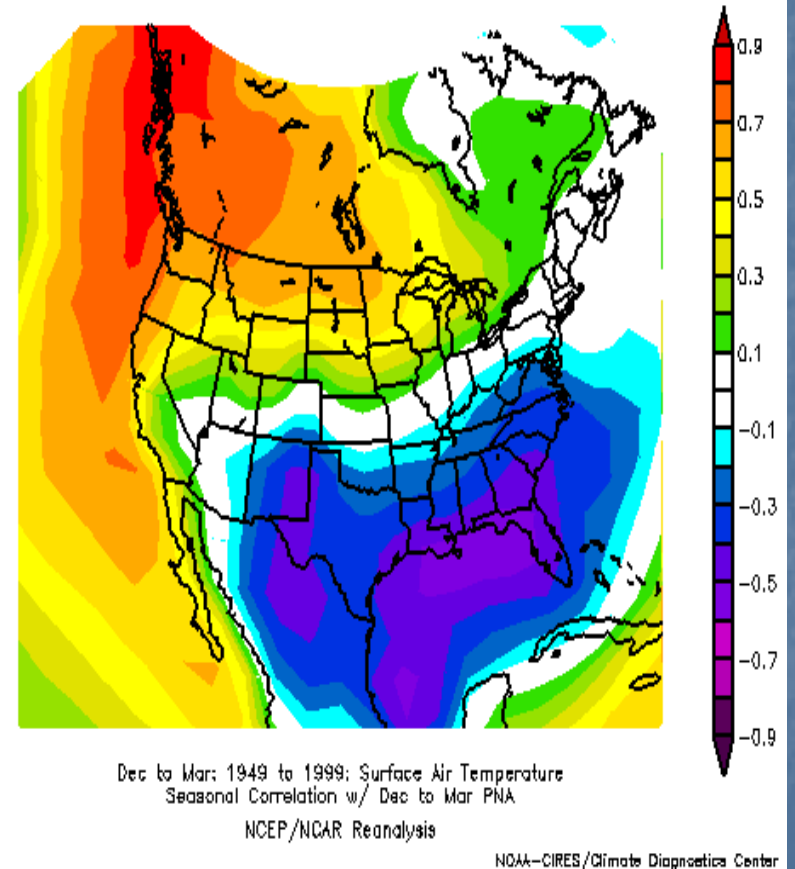 0.9
0.7
0.5
0.3
0.1
-0.1
-0.3
-0.5
-0.7
-0.9
Dec to Mar: 1949 to 1999: Surface Air Temperature
Seasonal Correlation w/ Dec to Mar PNA
NCEP/NCAR Reanalysis
NOAA-CIRES/Climate Diagnostics Center